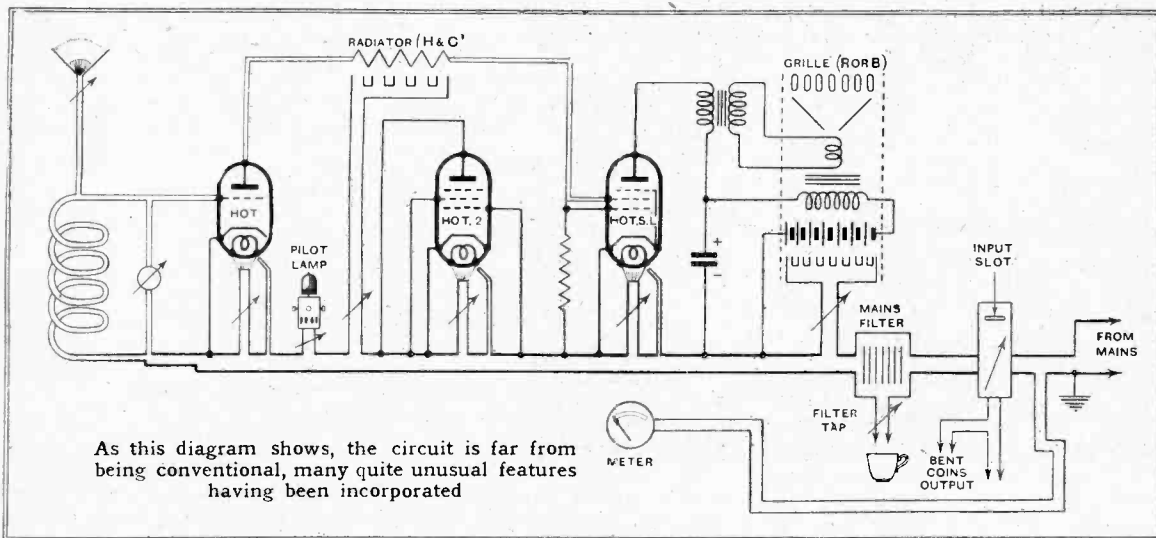 RADIATOR (H & C'
GRILLE (R OR B)
HOT
HOT, 2
HOT, S.L.
PILOT
LAMP
+
-
INPUT
SLOT
MAINS
FILTER
FROM
MAINS
FILTER
TAP
METER
BENT
COINS
OUTPUT
As this diagram shows, the circuit is far from
being conventional, many quite unusual features
having been incorporated